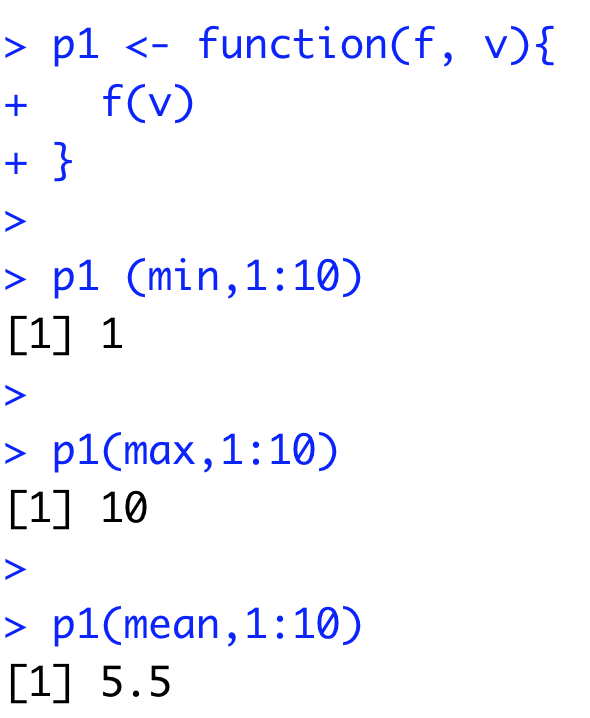 > p1 <- function(f, v){
+   f(v)
+ }
>
> p1 (min,1:10)
[1] 1
>
> p1(max,1:10)
[1] 10
>
> p1(mean,1:10)
[1] 5.5